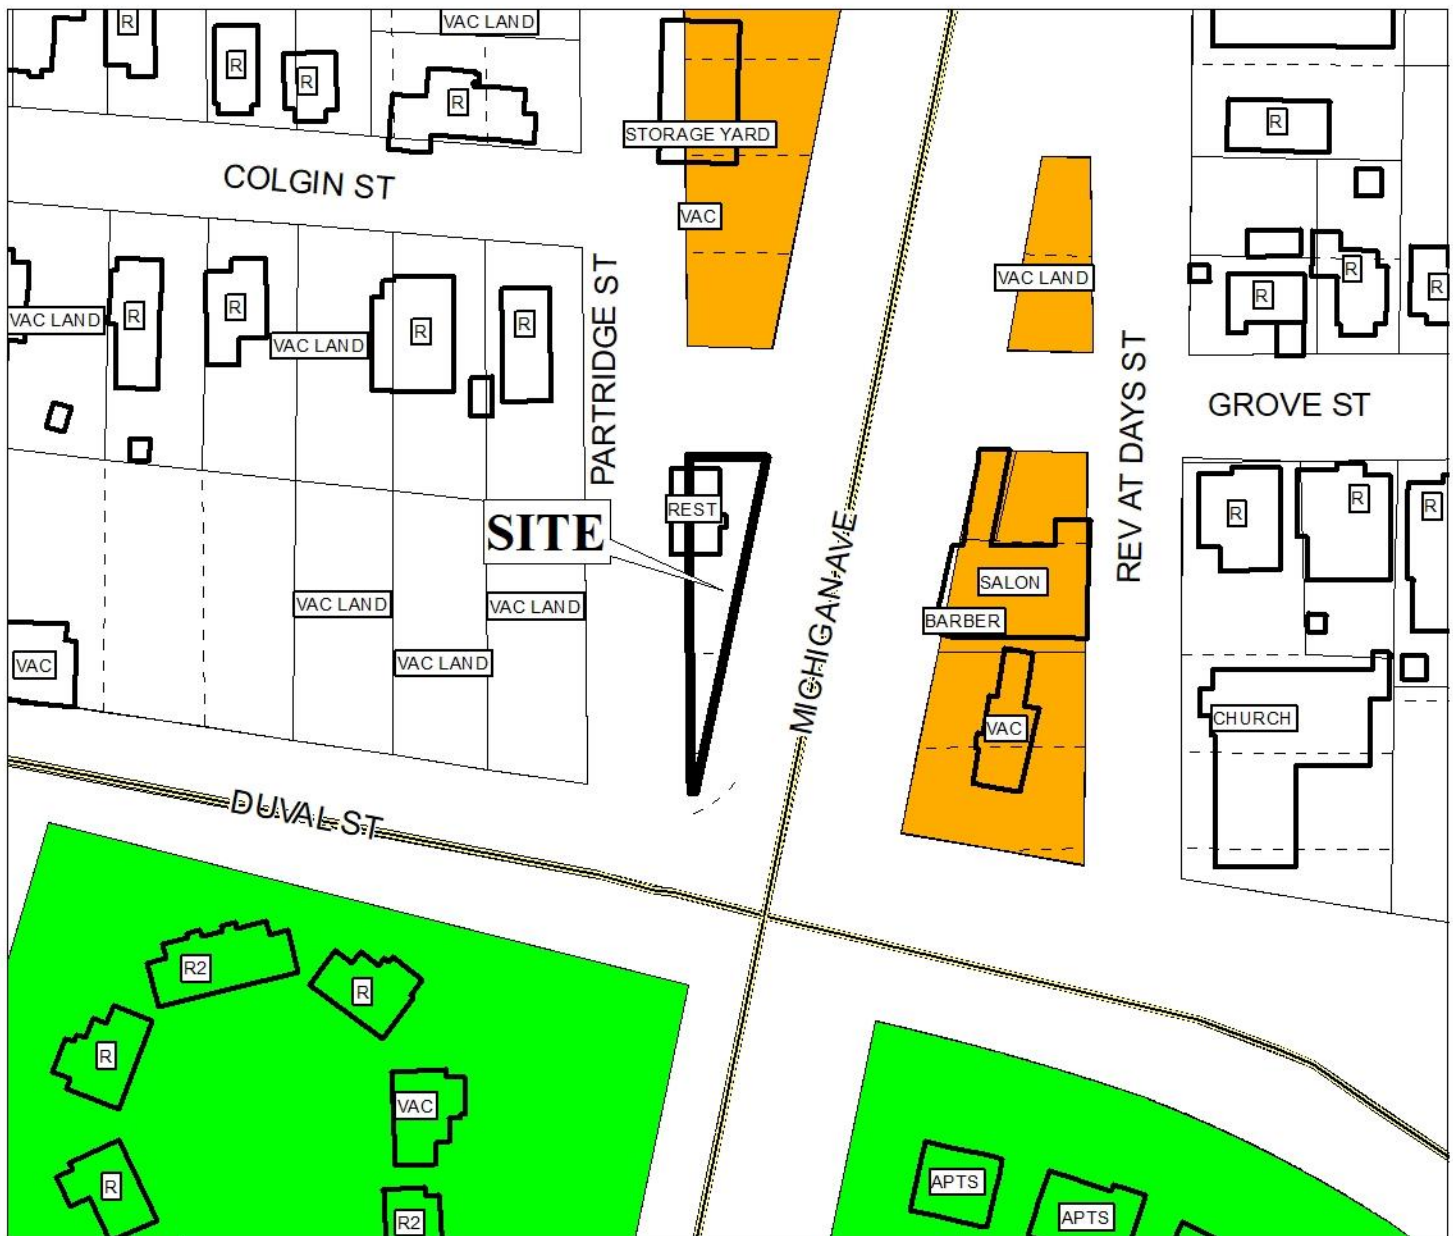 VAC LAND
R
R
R
R
STORAGE YARD
R
COLGIN ST
VAC
PARTRIDGE ST
VAC LAND
R
R
R
VAC LAND
R
R
R
VAC LAND
R
R
REV AT DAYS ST
GROVE ST
REST
SITE
R
R
R
MICHIGAN AVE
SALON
BARBER
VAC LAND
VAC LAND
VAC LAND
VAC
VAC
CHURCH
DUVAL ST
R2
R
R
VAC
R
R2
APTS
APTS